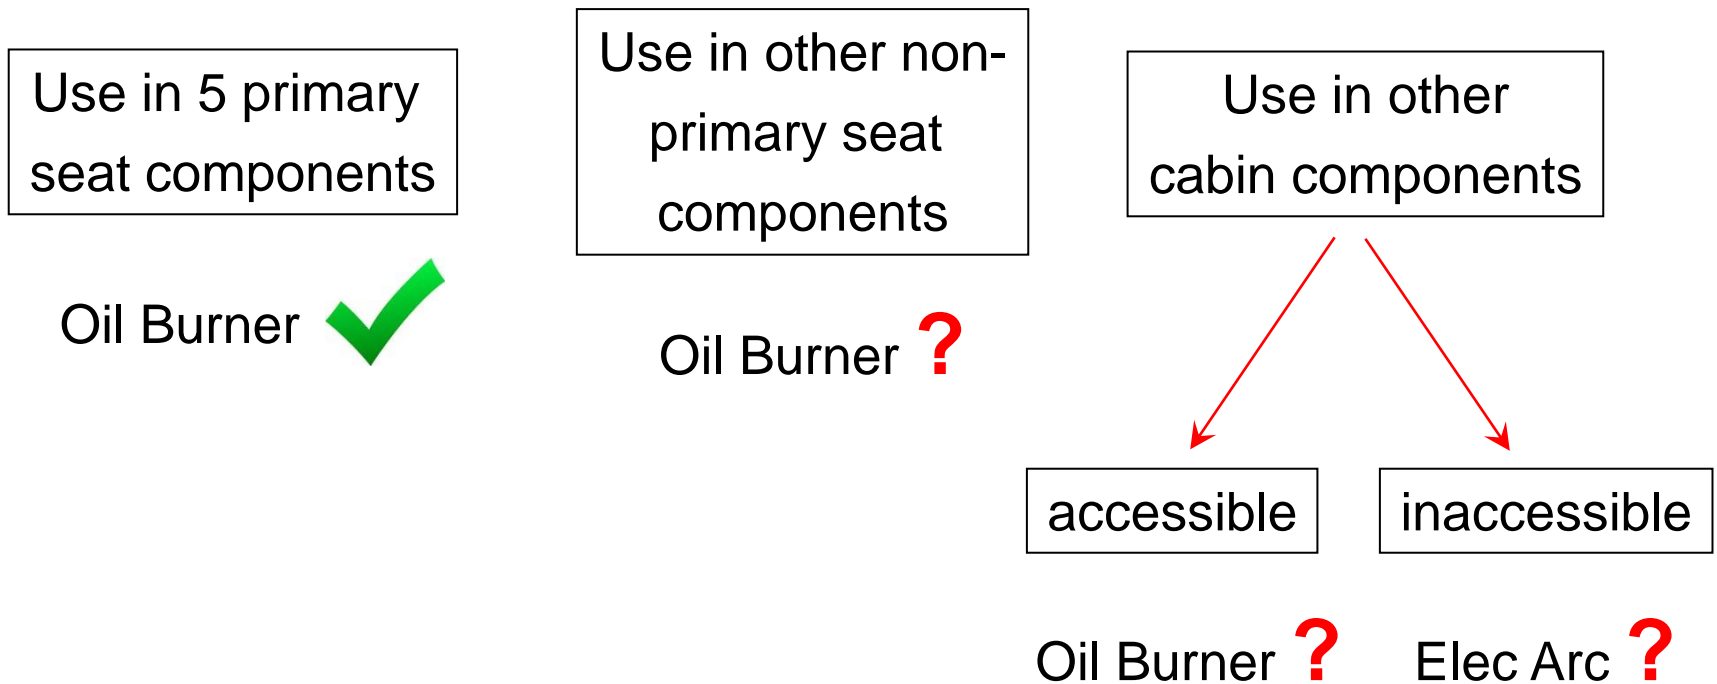 Use in 5 primary
seat components
Oil Burner
Use in other non-
primary seat
components
Oil Burner ?
Use in other
cabin components
accessible
inaccessible
Oil Burner ?
Elec Arc ?